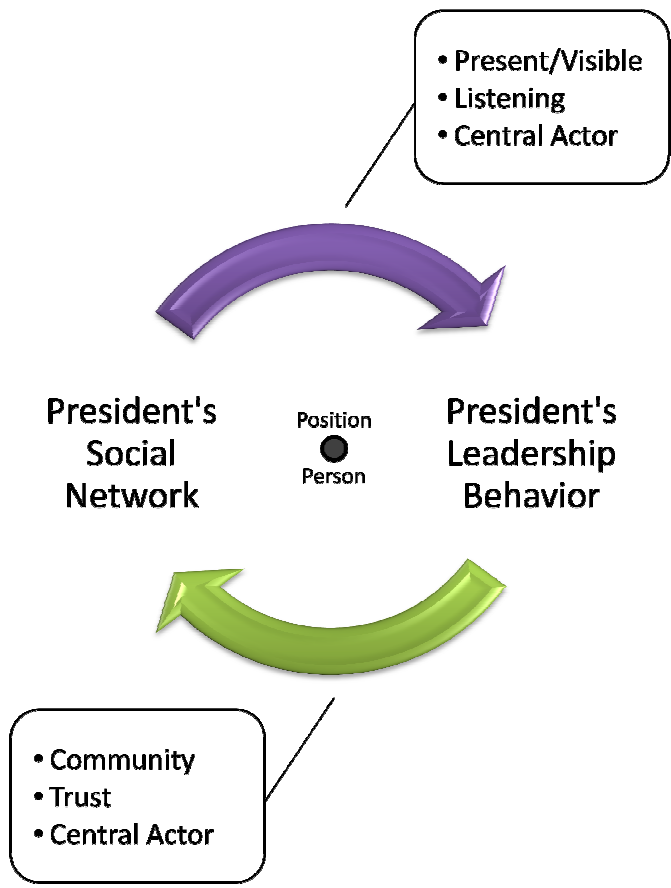 • Present/Visible
• Listening
• Central Actor
President's
Social
Network
Position
Person
President's
Leadership
Behavior
• Community
• Trust
• Central Actor